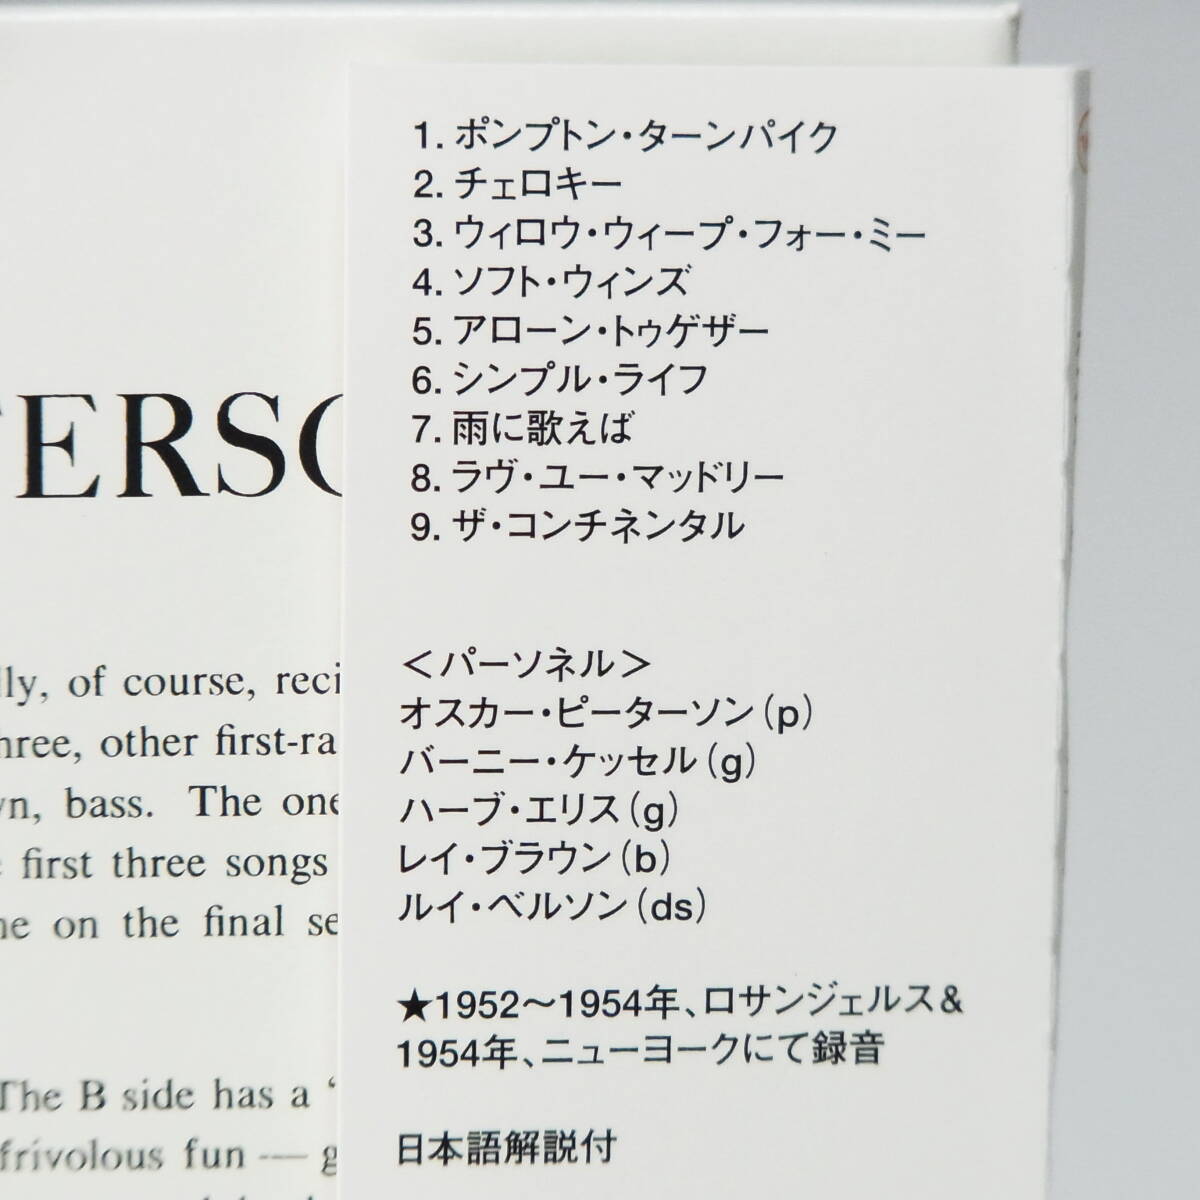 1. ポンプトン・ターンパイク
2. チェロキー
3. ウィロウ・ウィープ・フォー・ミー
4. ソフト・ウィンズ
5. アローン・トゥゲザー
6. シンプル・ライフ
7. 雨に歌えば
8. ラヴ・ユー・マッドリー
9. ザ・コンチネンタル
＜パーソネル＞
オスカー・ピーターソン(p)
バーニー・ケッセル(g)
ハーブ・エリス(g)
レイ・ブラウン(b)
ルイ・ベルソン(ds)
★1952〜1954年、ロサンジェルス&
1954年、ニューヨークにて録音
日本語解説付
ERS
of course,
other
bass. The
first three songs
on the final
The B side has a
frivolous fun —